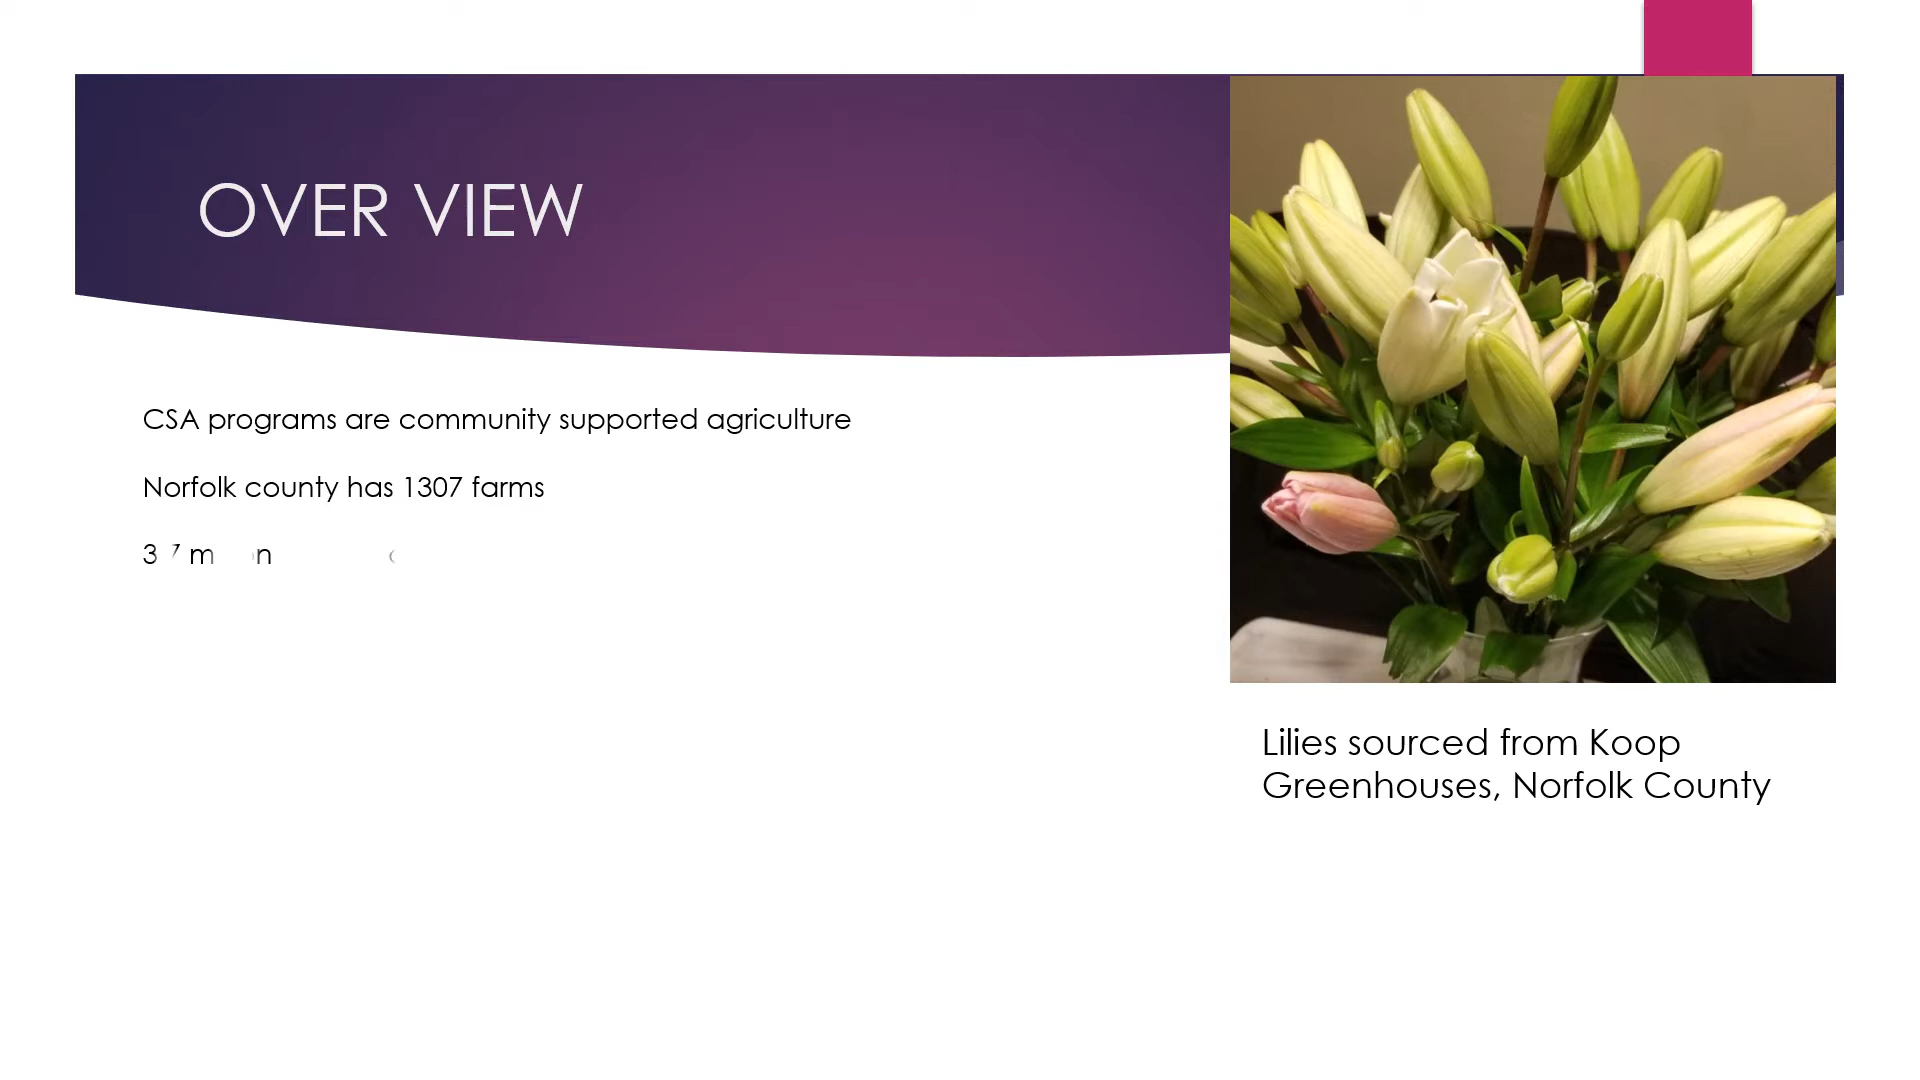 OVER VIEW
CSA programs are community supported agriculture
Norfolk county has 1307 farms
Lilies sourced from Koop
Greenhouses, Norfolk County